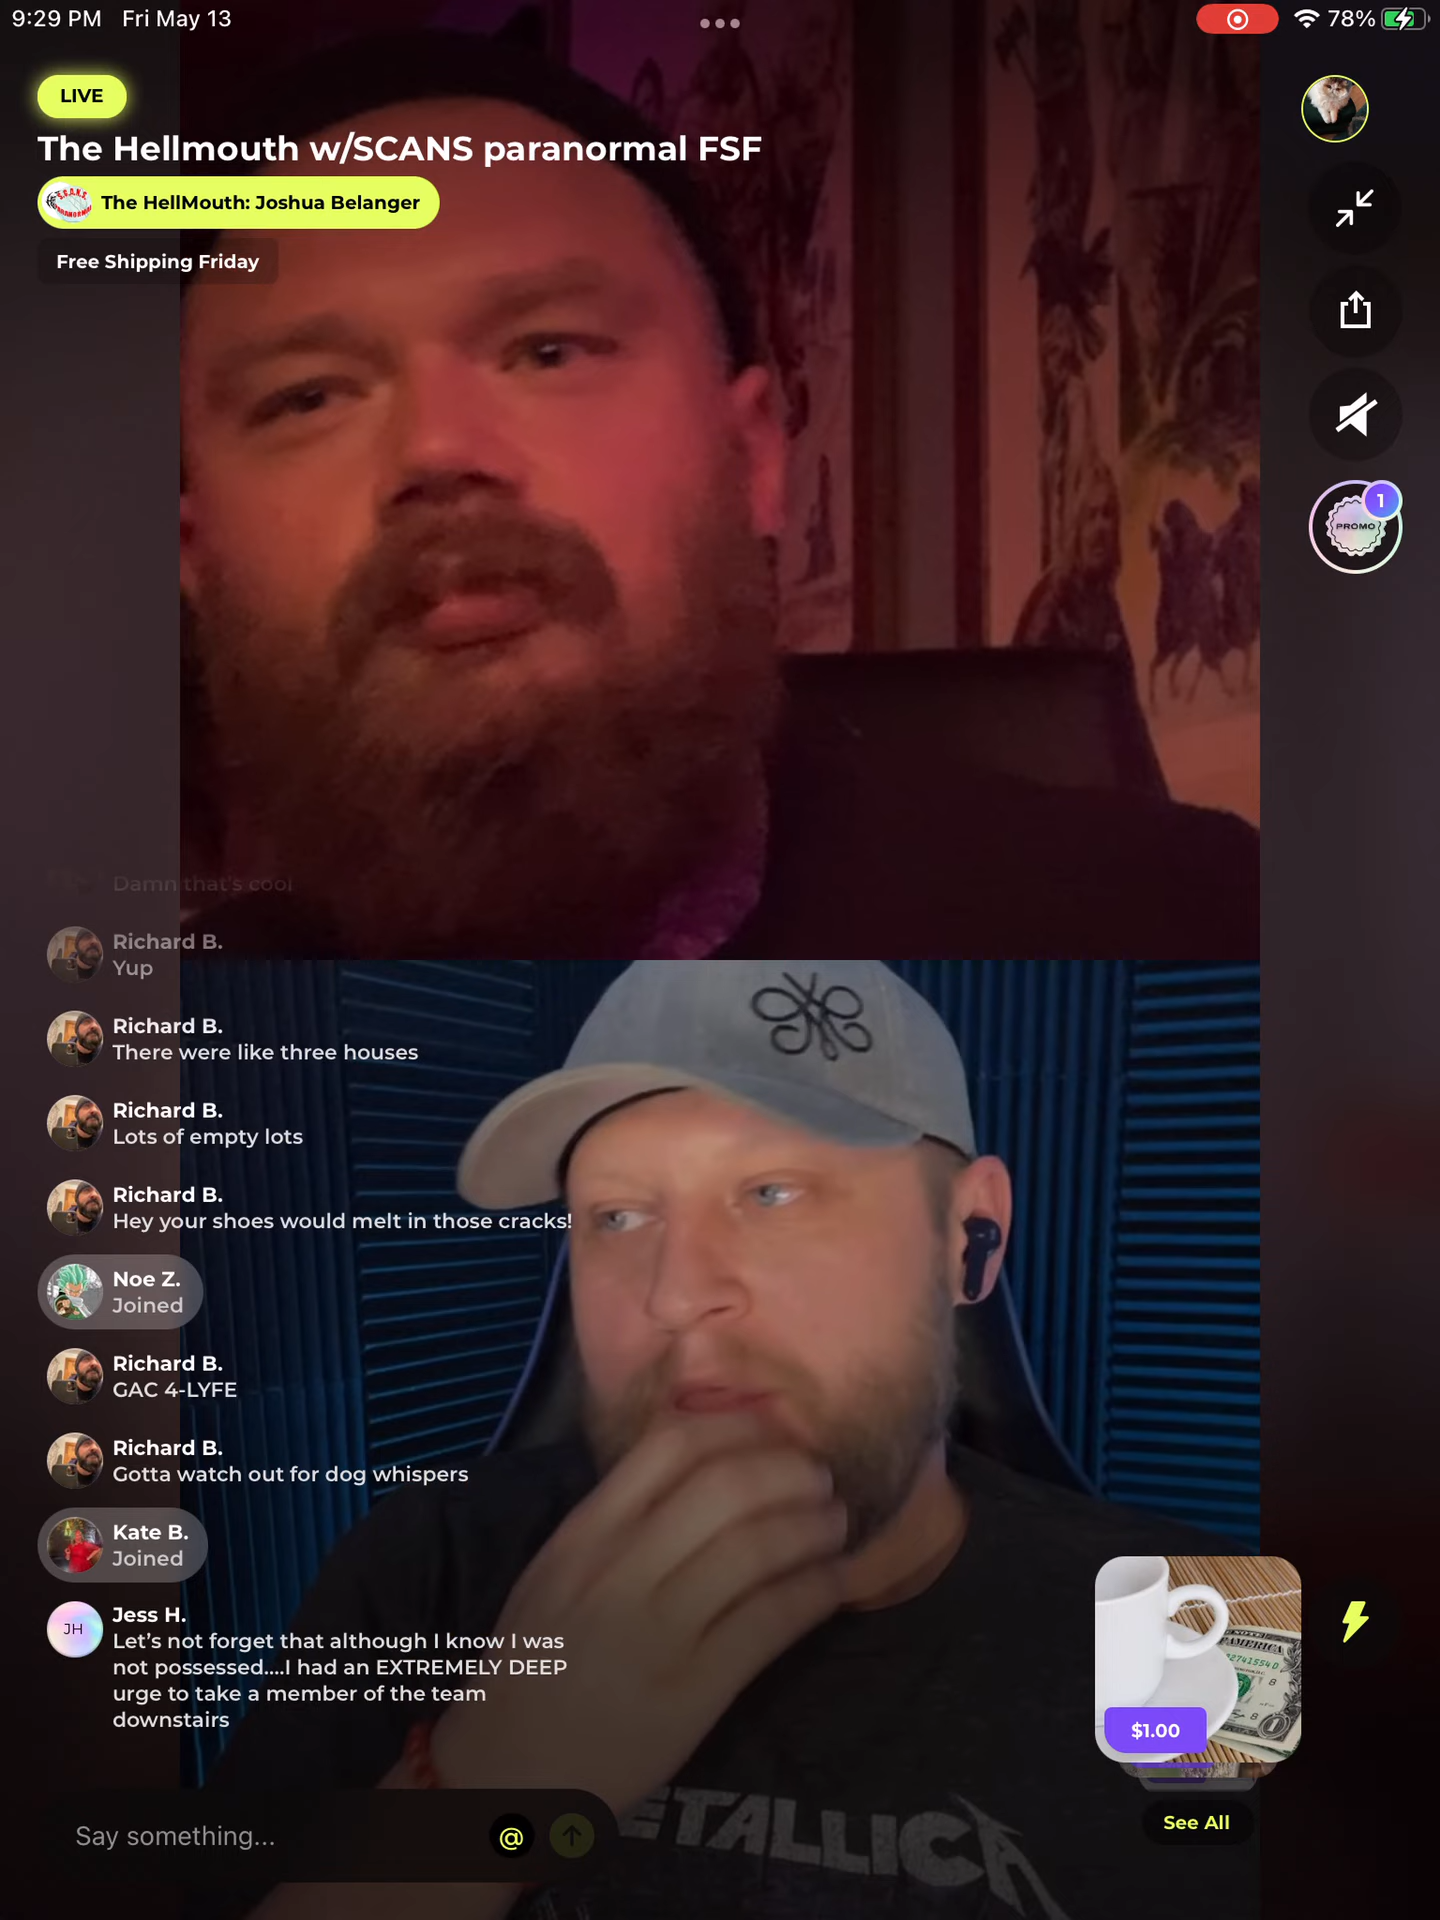 9:29 PM Fri May 13
78%
LIVE
The Hellmouth w/SCANS paranormal FSF
The HellMouth: Joshua Belanger
Free Shipping Friday
PROMO
1
Damn that's cool
Richard B.
Yup
Richard B.
There were like three houses
Richard B.
Lots of empty lots
Richard B.
Hey your shoes would melt in those cracks!
Noe Z.
Joined
Richard B.
GAC 4-LYFE
Richard B.
Gotta watch out for dog whispers
Kate B.
Joined
JH
Jess H.
Let’s not forget that although I know I was
not possessed....I had an EXTREMELY DEEP
urge to take a member of the team
downstairs
$1.00
See All
Say something...
@
ETALLICA